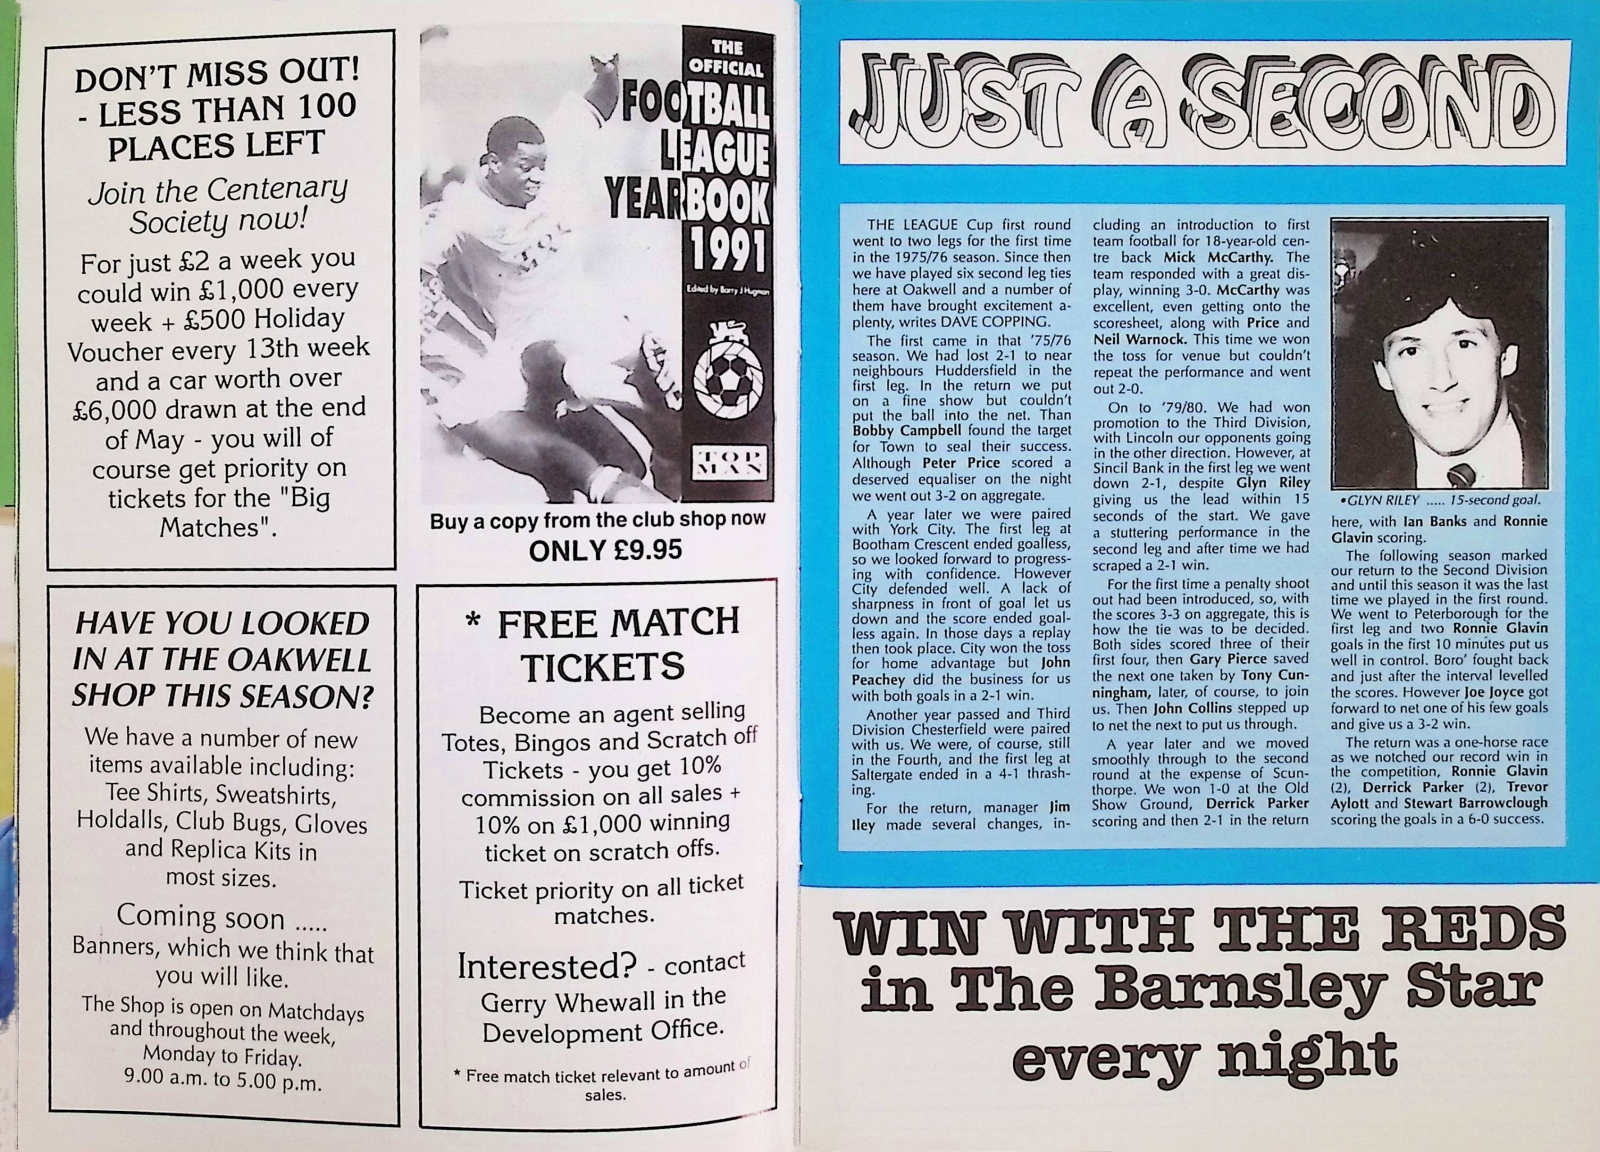 DON'T MISS OUT!
- LESS THAN 100
PLACES LEFT
Join the Centenary
Society now!
For just £2 a week you
could win £1,000 every
week + £500 Holiday
Voucher every 13th week
and a car worth over
£6,000 drawn at the end
of May - you will of
course get priority on
tickets for the "Big
Matches".
HAVE YOU LOOKED
IN AT THE OAKWELL
SHOP THIS SEASON?
We have a number of new
items available including:
Tee Shirts, Sweatshirts,
Holdalls, Club Bugs, Gloves
and Replica Kits in
most sizes.
Coming soon .....
Banners, which we think that
you will like.
The Shop is open on Matchdays
and throughout the week,
Monday to Friday.
9.00 a.m. to 5.00 p.m.
THE
OFFICIAL
FOOTBALL
LEAGUE
YEARBOOK
1991
Edited by Barry J Hugman
TOP
MAN
Buy a copy from the club shop now
ONLY £9.95
* FREE MATCH
TICKETS
Become an agent selling
Totes, Bingos and Scratch off
Tickets - you get 10%
commission on all sales +
10% on £1,000 winning
ticket on scratch offs.
Ticket priority on all ticket
matches.
Interested? - contact
Gerry Whewall in the
Development Office.
* Free match ticket relevant to amount of
sales.
JUST A SECOND
THE LEAGUE Cup first round
went to two legs for the first time
in the 1975/76 season. Since then
we have played six second leg ties
here at Oakwell and a number of
them have brought excitement a-
plenty, writes DAVE COPPING.
The first came in that '75/76
season. We had lost 2-1 to near
neighbours Huddersfield in the
first leg. In the return we put
on a fine show but couldn't
put the ball into the net. Than
Bobby Campbell found the target
for Town to seal their success.
Although Peter Price scored a
deserved equaliser on the night
we went out 3-2 on aggregate.
A year later we were paired
with York City. The first leg at
Bootham Crescent ended goalless,
so we looked forward to progress-
ing with confidence. However
City defended well. A lack of
sharpness in front of goal let us
down and the score ended goal-
less again. In those days a replay
then took place. City won the toss
for home advantage but John
Peachey did the business for us
with both goals in a 2-1 win.
Another year passed and Third
Division Chesterfield were paired
with us. We were, of course, still
in the Fourth, and the first leg at
Saltergate ended in a 4-1 thrash-
ing.
For the return, manager Jim
Iley made several changes, in-
cluding an introduction to first
team football for 18-year-old cen-
tre back Mick McCarthy. The
team responded with a great dis-
play, winning 3-0. McCarthy was
excellent, even getting onto the
scoresheet, along with Price and
Neil Warnock. This time we won
the toss for venue but couldn't
repeat the performance and went
out 2-0.
On to '79/80. We had won
promotion to the Third Division,
with Lincoln our opponents going
in the other direction. However, at
Sincil Bank in the first leg we went
down 2-1, despite Glyn Riley
giving us the lead within 15
seconds of the start. We gave
a stuttering performance in the
second leg and after time we had
scraped a 2-1 win.
For the first time a penalty shoot
out had been introduced, so, with
the scores 3-3 on aggregate, this is
how the tie was to be decided.
Both sides scored three of their
first four, then Gary Pierce saved
the next one taken by Tony Cun-
ningham, later, of course, to join
us. Then John Collins stepped up
to net the next to put us through.
A year later and we moved
smoothly through to the second
round at the expense of Scun-
thorpe. We won 1-0 at the Old
Show Ground, Derrick Parker
scoring and then 2-1 in the return
•GLYN RILEY ..... 15-second goal.
here, with Ian Banks and Ronnie
Glavin scoring.
The following season marked
our return to the Second Division
and until this season it was the last
time we played in the first round.
We went to Peterborough for the
first leg and two Ronnie Glavin
goals in the first 10 minutes put us
well in control. Boro' fought back
and just after the interval levelled
the scores. However Joe Joyce got
forward to net one of his few goals
and give us a 3-2 win.
The return was a one-horse race
as we notched our record win in
the competition, Ronnie Glavin
(2), Derrick Parker (2), Trevor
Aylott and Stewart Barrowclough
scoring the goals in a 6-0 success.
WIN WITH THE REDS
in The Barnsley Star
every night